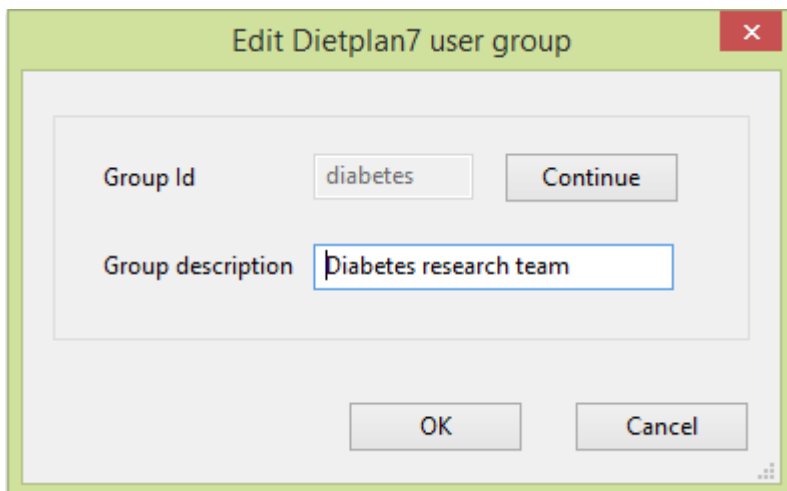 Edit Dietplan7 user group
Group Id diabetes Continue
Group description Diabetes research team
OK Cancel